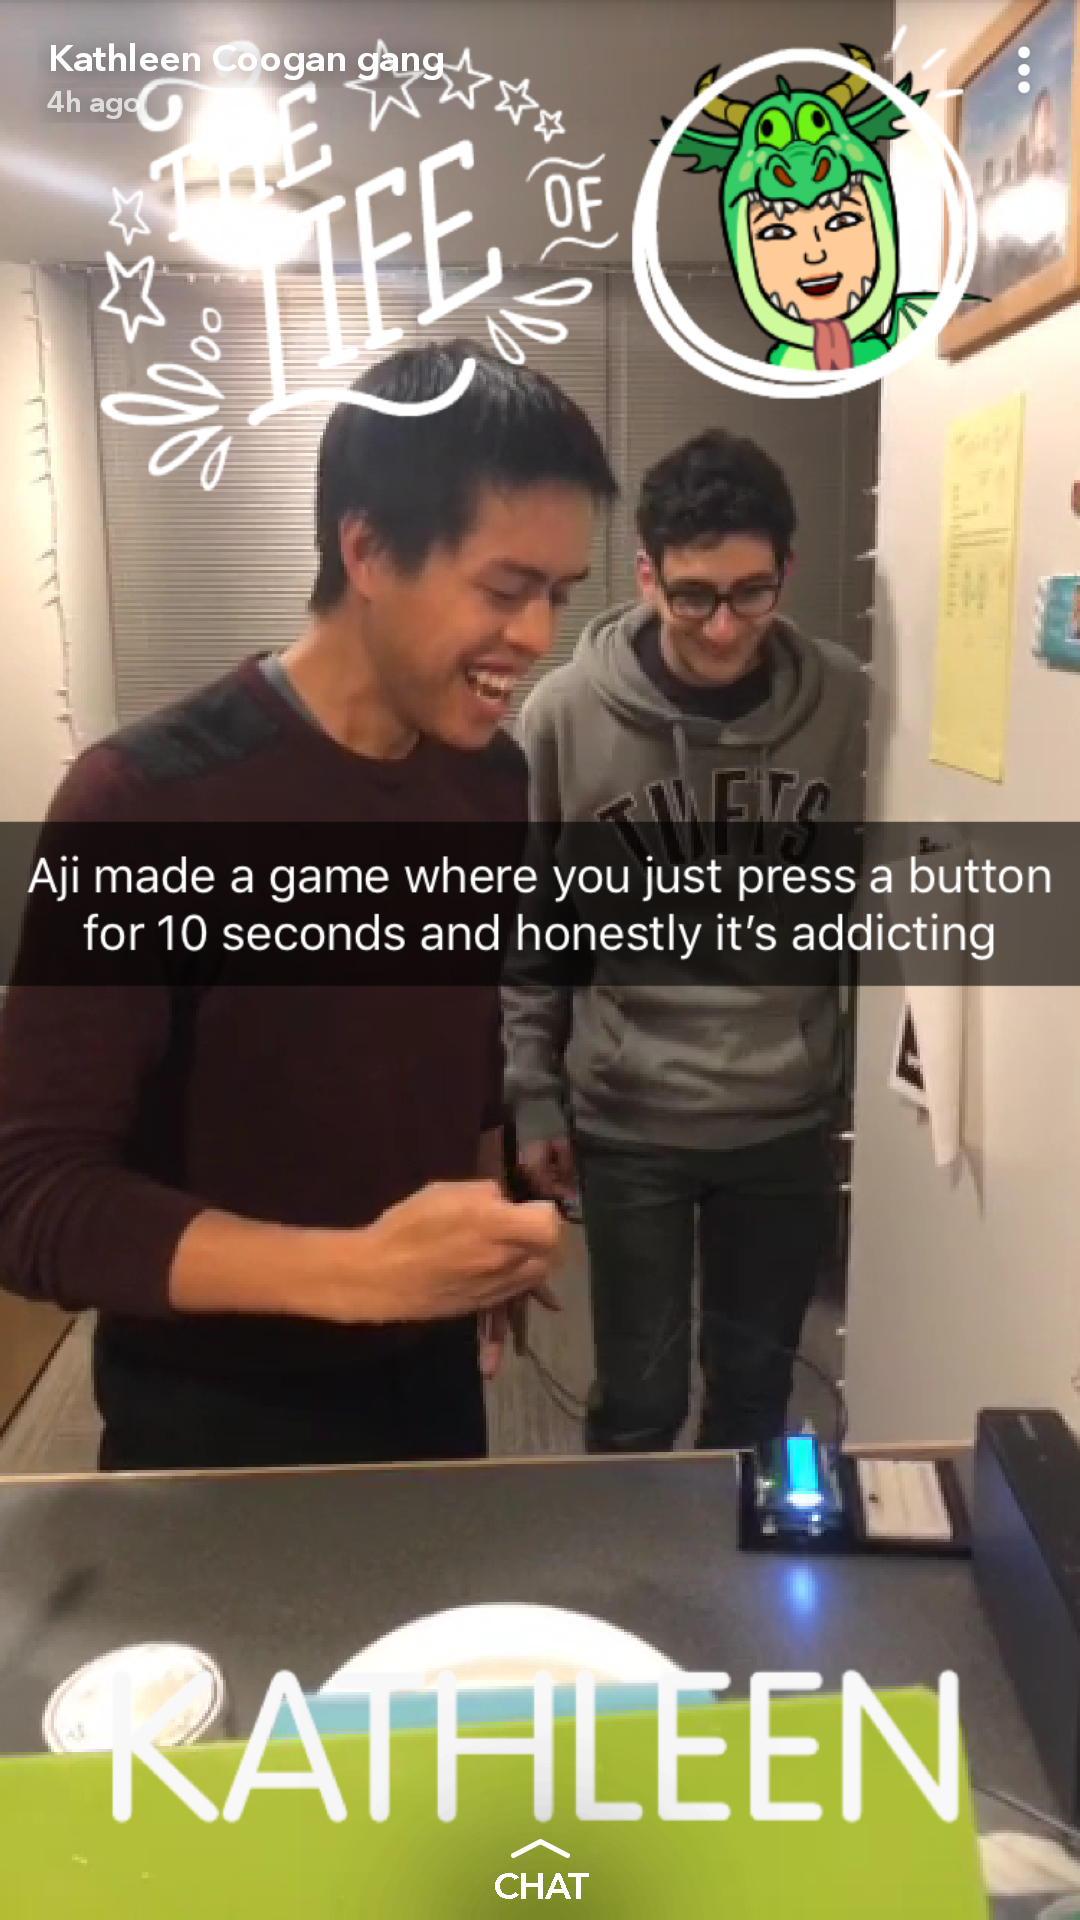 Kathleen Coogan gang
4h ago
THE
LIFE
OF
TUFTS
Aji made a game where you just press a button
for 10 seconds and honestly it's addicting
KATHLEEN
CHAT